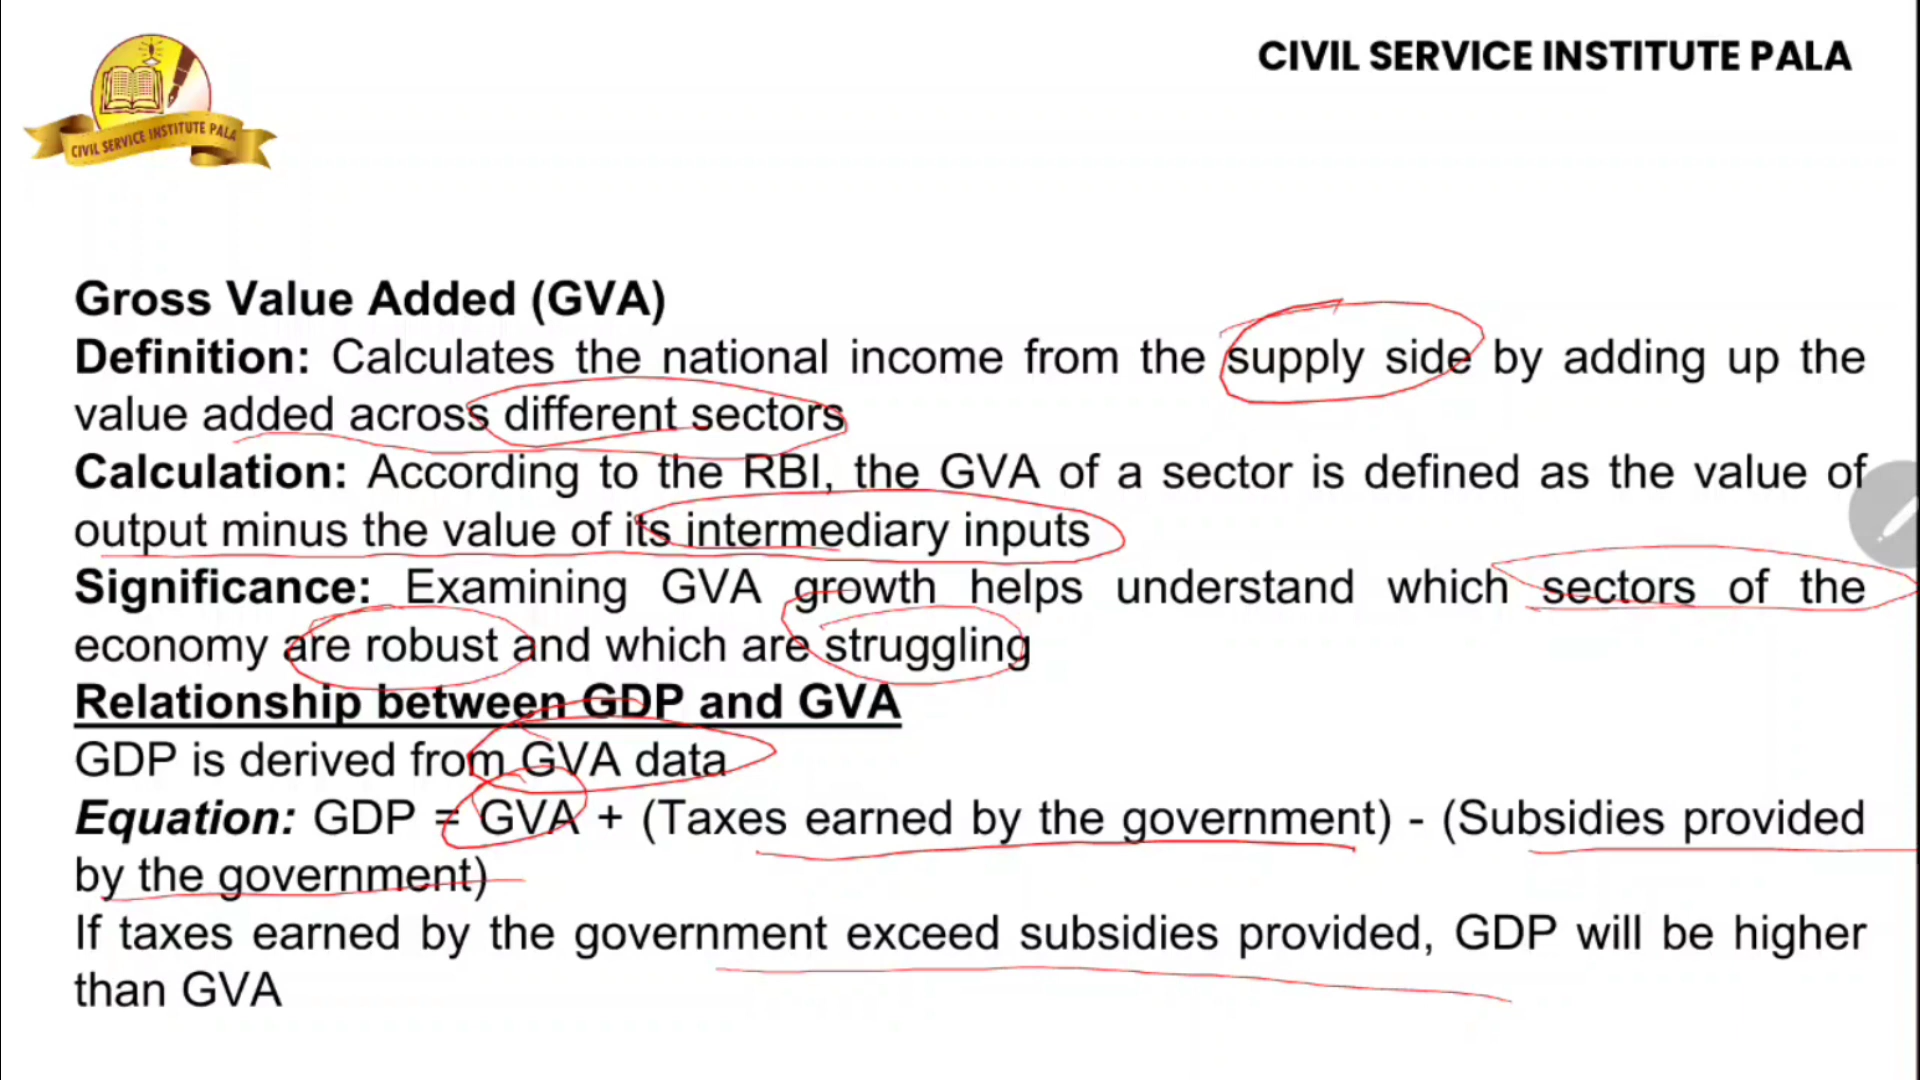 CIVIL SERVICE INSTITUTE PALA
CIVIL SERVICE INSTITUTE PALA
Gross Value Added (GVA)
Definition: Calculates the national income from the supply side by adding up the
value added across different sectors
Calculation: According to the RBI, the GVA of a sector is defined as the value of
output minus the value of its intermediary inputs
Significance: Examining GVA growth helps understand which sectors of the
economy are robust and which are struggling
Relationship between GDP and GVA
GDP is derived from GVA data
Equation: GDP = GVA + (Taxes earned by the government) - (Subsidies provided
by the government)
If taxes earned by the government exceed subsidies provided, GDP will be higher
than GVA